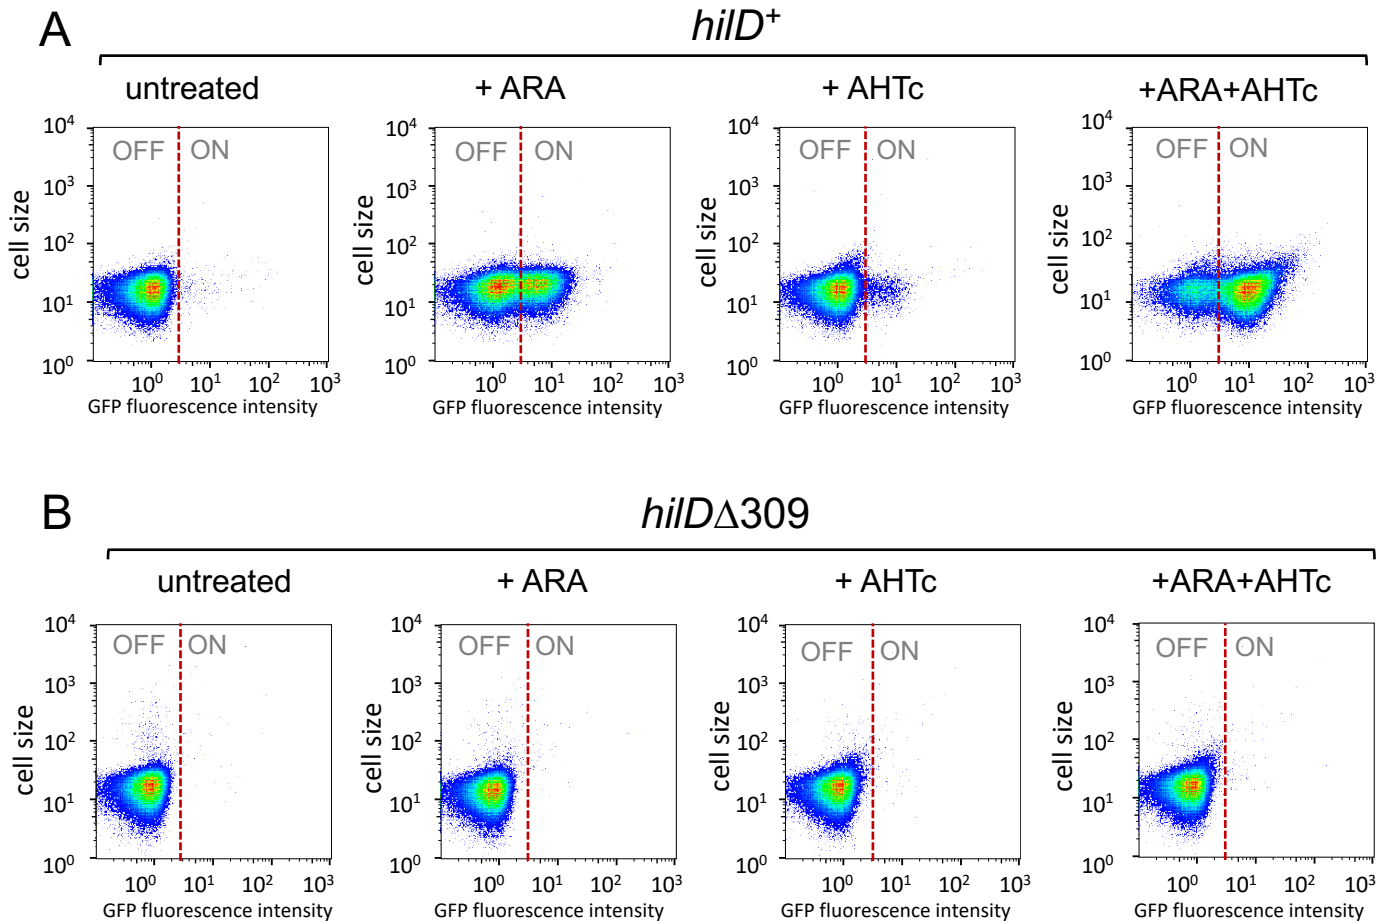 A
hilD+
untreated
+ ARA
+ AHTc
+ARA+AHTc
10⁴ 10³ 10² 10¹ 10⁰
cell size
OFF ON
10⁰ 10¹ 10² 10³
GFP fluorescence intensity
10⁴ 10³ 10² 10¹ 10⁰
cell size
OFF ON
10⁰ 10¹ 10² 10³
GFP fluorescence intensity
10⁴ 10³ 10² 10¹ 10⁰
cell size
OFF ON
10⁰ 10¹ 10² 10³
GFP fluorescence intensity
10⁴ 10³ 10² 10¹ 10⁰
cell size
OFF ON
10⁰ 10¹ 10² 10³
GFP fluorescence intensity
B
hilDΔ309
untreated
+ ARA
+ AHTc
+ARA+AHTc
10⁴ 10³ 10² 10¹ 10⁰
cell size
OFF ON
10⁰ 10¹ 10² 10³
GFP fluorescence intensity
10⁴ 10³ 10² 10¹ 10⁰
cell size
OFF ON
10⁰ 10¹ 10² 10³
GFP fluorescence intensity
10⁴ 10³ 10² 10¹ 10⁰
cell size
OFF ON
10⁰ 10¹ 10² 10³
GFP fluorescence intensity
10⁴ 10³ 10² 10¹ 10⁰
cell size
OFF ON
10⁰ 10¹ 10² 10³
GFP fluorescence intensity